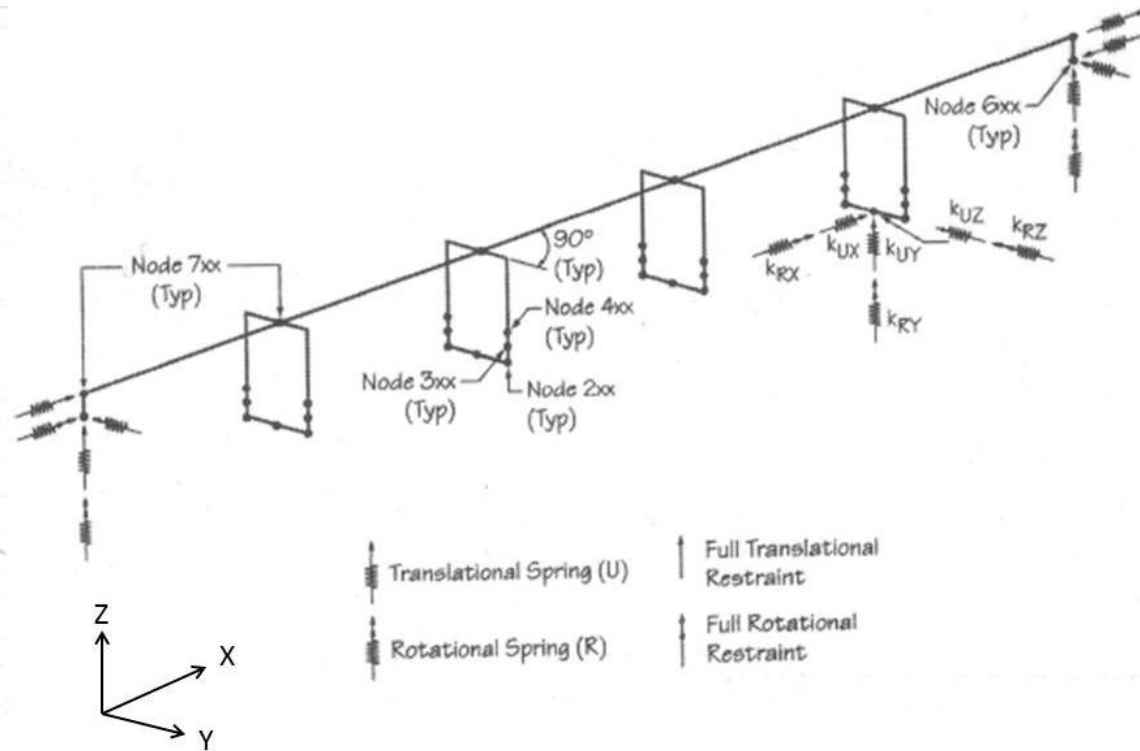 Node 6xx
(Typ)
kUZ
kRZ
kUX
kUY
kRX
kRY
90°
(Typ)
Node 7xx
(Typ)
Node 4xx
(Typ)
Node 3xx
(Typ)
Node 2xx
(Typ)
Translational Spring (U)
Full Translational
Restraint
Rotational Spring (R)
Full Rotational
Restraint
Z
X
Y